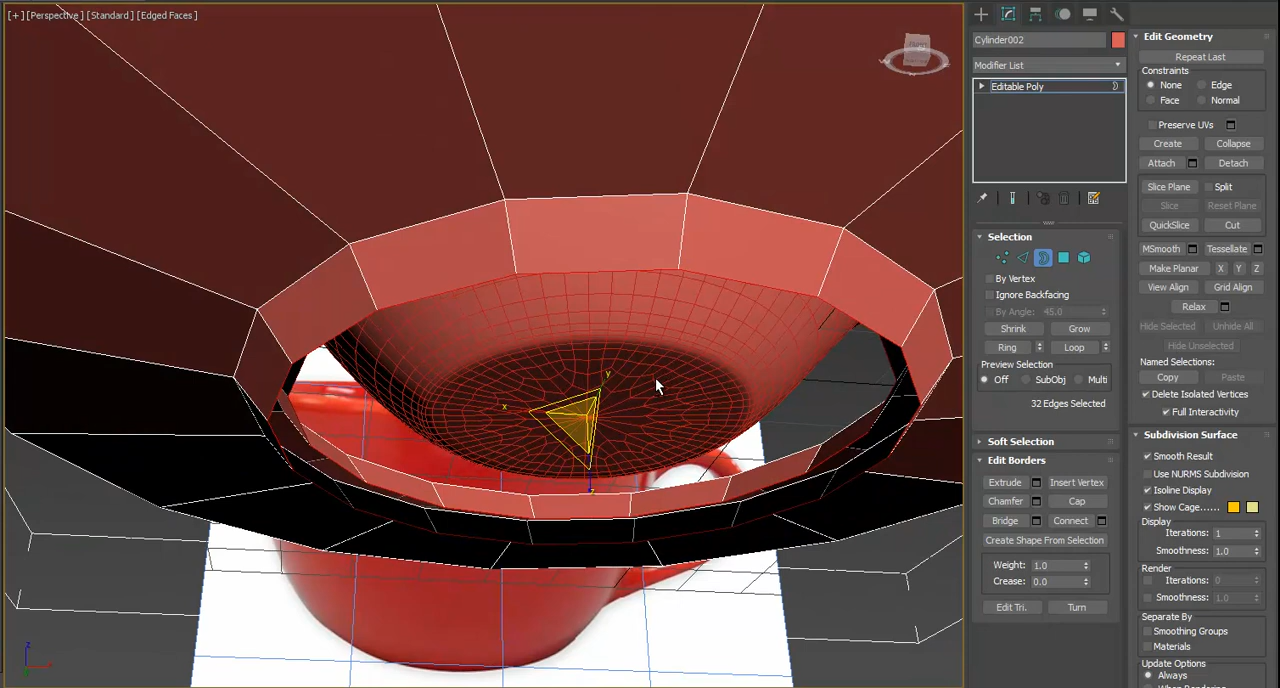 [+] [Perspective] [Standard] [Edged Faces]
x
y
z
z
Cylinder002
Modifier List
Editable Poly
Selection
By Vertex
Ignore Backfacing
By Angle: 45.0
Shrink Grow
Ring Loop
Preview Selection
Off SubObj Multi
32 Edges Selected
Soft Selection
Edit Borders
Extrude Insert Vertex
Chamfer Cap
Bridge Connect
Create Shape From Selection
Weight: 1.0
Crease: 0.0
Edit Tri. Turn
Edit Geometry
Repeat Last
Constraints
None Edge
Face Normal
Preserve UVs
Create Collapse
Attach Detach
Slice Plane Split
Slice Reset Plane
QuickSlice Cut
MSmooth Tessellate
Make Planar X Y Z
View Align Grid Align
Relax
Hide Selected Unhide All
Hide Unselected
Named Selections:
Copy Paste
Delete Isolated Vertices
Full Interactivity
Subdivision Surface
Smooth Result
Use NURMS Subdivision
Isoline Display
Show Cage......
Display
Iterations: 1
Smoothness: 1.0
Render
Iterations: 0
Smoothness: 1.0
Separate By
Smoothing Groups
Materials
Update Options
Always
When Rendering